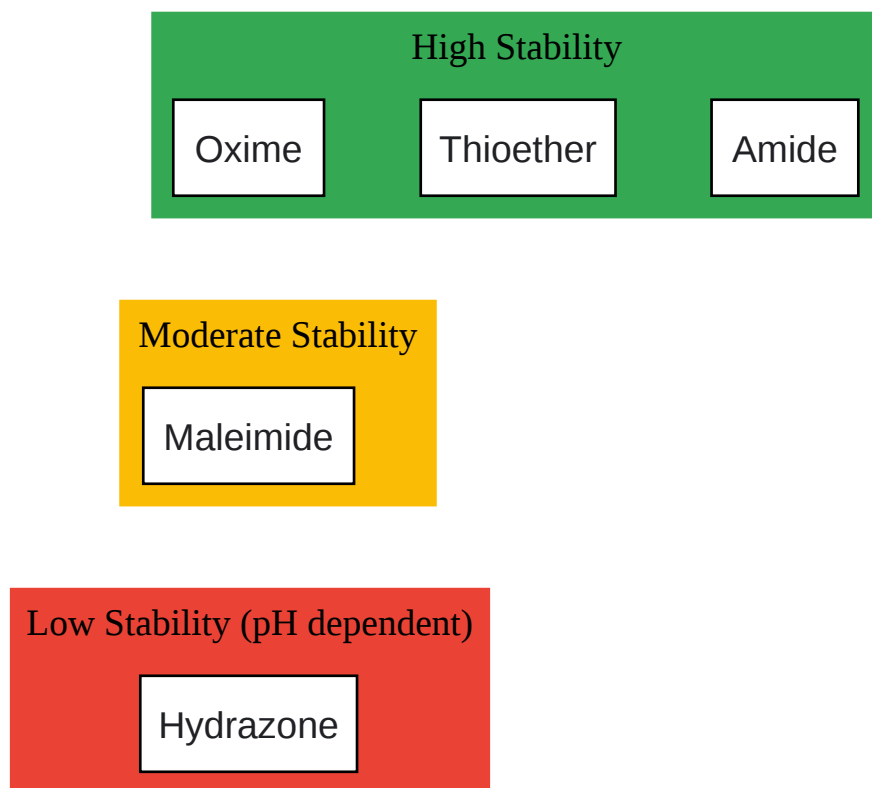 High Stability
Oxime Thioether Amide
Moderate Stability
Maleimide
Low Stability (pH dependent)
Hydrazone